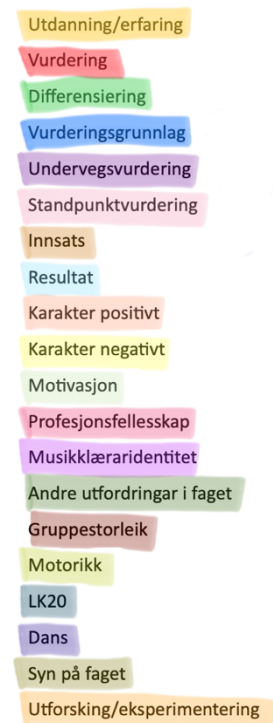 Utdanning/erfaring
Vurdering
Differensiering
Vurderingsgrunnlag
Undervegsvurdering
Standpunktvurdering
Innsats
Resultat
Karakter positivt
Karakter negativt
Motivasjon
Profesjonsfellesskap
Musikklæraridentitet
Andre utfordringar i faget
Gruppestorleik
Motorikk
LK20
Dans
Syn på faget
Utforsking/eksperimentering